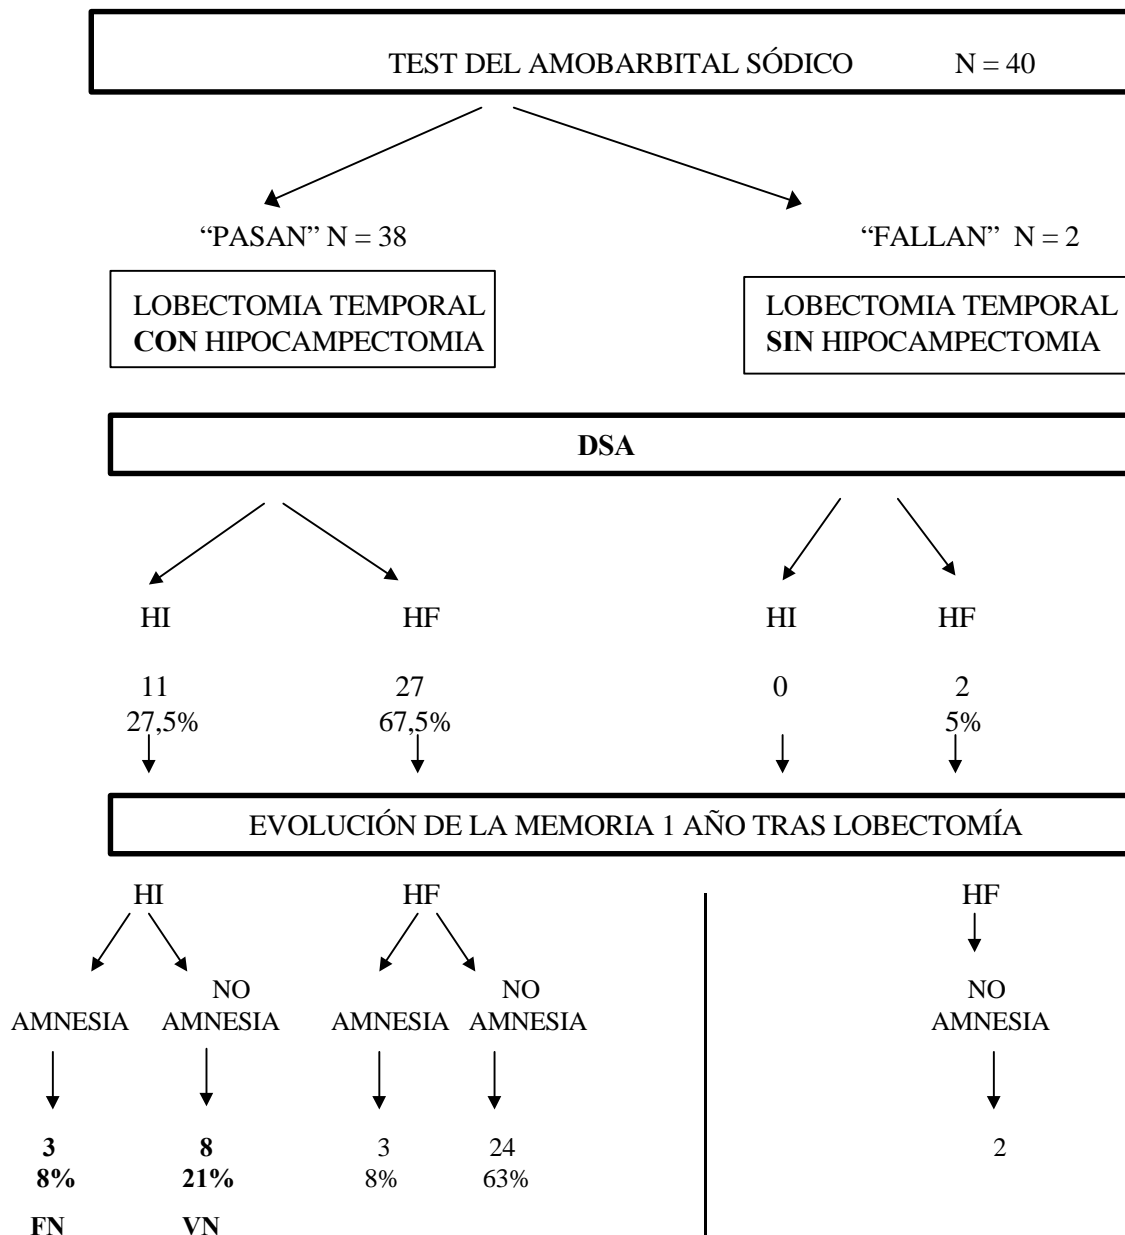 TEST DEL AMOBARBITAL SÓDICO N = 40
“PASAN” N = 38 “FALLAN” N = 2
LOBECTOMIA TEMPORAL
CON HIPOCAMPECTOMIA
LOBECTOMIA TEMPORAL
SIN HIPOCAMPECTOMIA
DSA
HI HF HI HF
11 27 0 2
27,5% 67,5% 5%
EVOLUCIÓN DE LA MEMORIA 1 AÑO TRAS LOBECTOMÍA
HI HF HF
NO NO NO
AMNESIA AMNESIA AMNESIA AMNESIA AMNESIA
3 8 3 24 2
8% 21% 8% 63%
FN VN